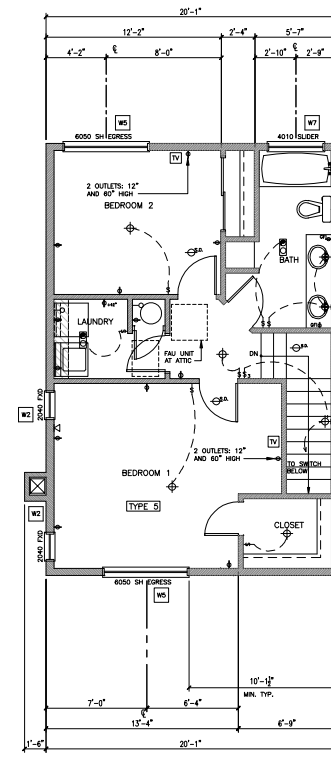 20'-1"
12'-2" 2'-4" 5'-7"
4'-2" ℄ 8'-0" 2'-10" ℄ 2'-9"
W5 W7
6050 SH EGRESS 4010 SLIDER
TV
2 OUTLETS: 12"
AND 60" HIGH
BEDROOM 2
S.D.
BATH
+48"
LAUNDRY
FAU UNIT
AT ATTIC
DN
S.D.
2040 FXD
W2
S.D.
TV
2 OUTLETS: 12"
AND 60" HIGH
BEDROOM 1
TO SWITCH
BELOW
TYPE 5
W2
CLOSET
2040 FXD
6050 SH EGRESS
W5
10'-1½"
MIN. TYP.
7'-0" ℄ 6'-4"
13'-4" 6'-9"
1'-6" 20'-1"